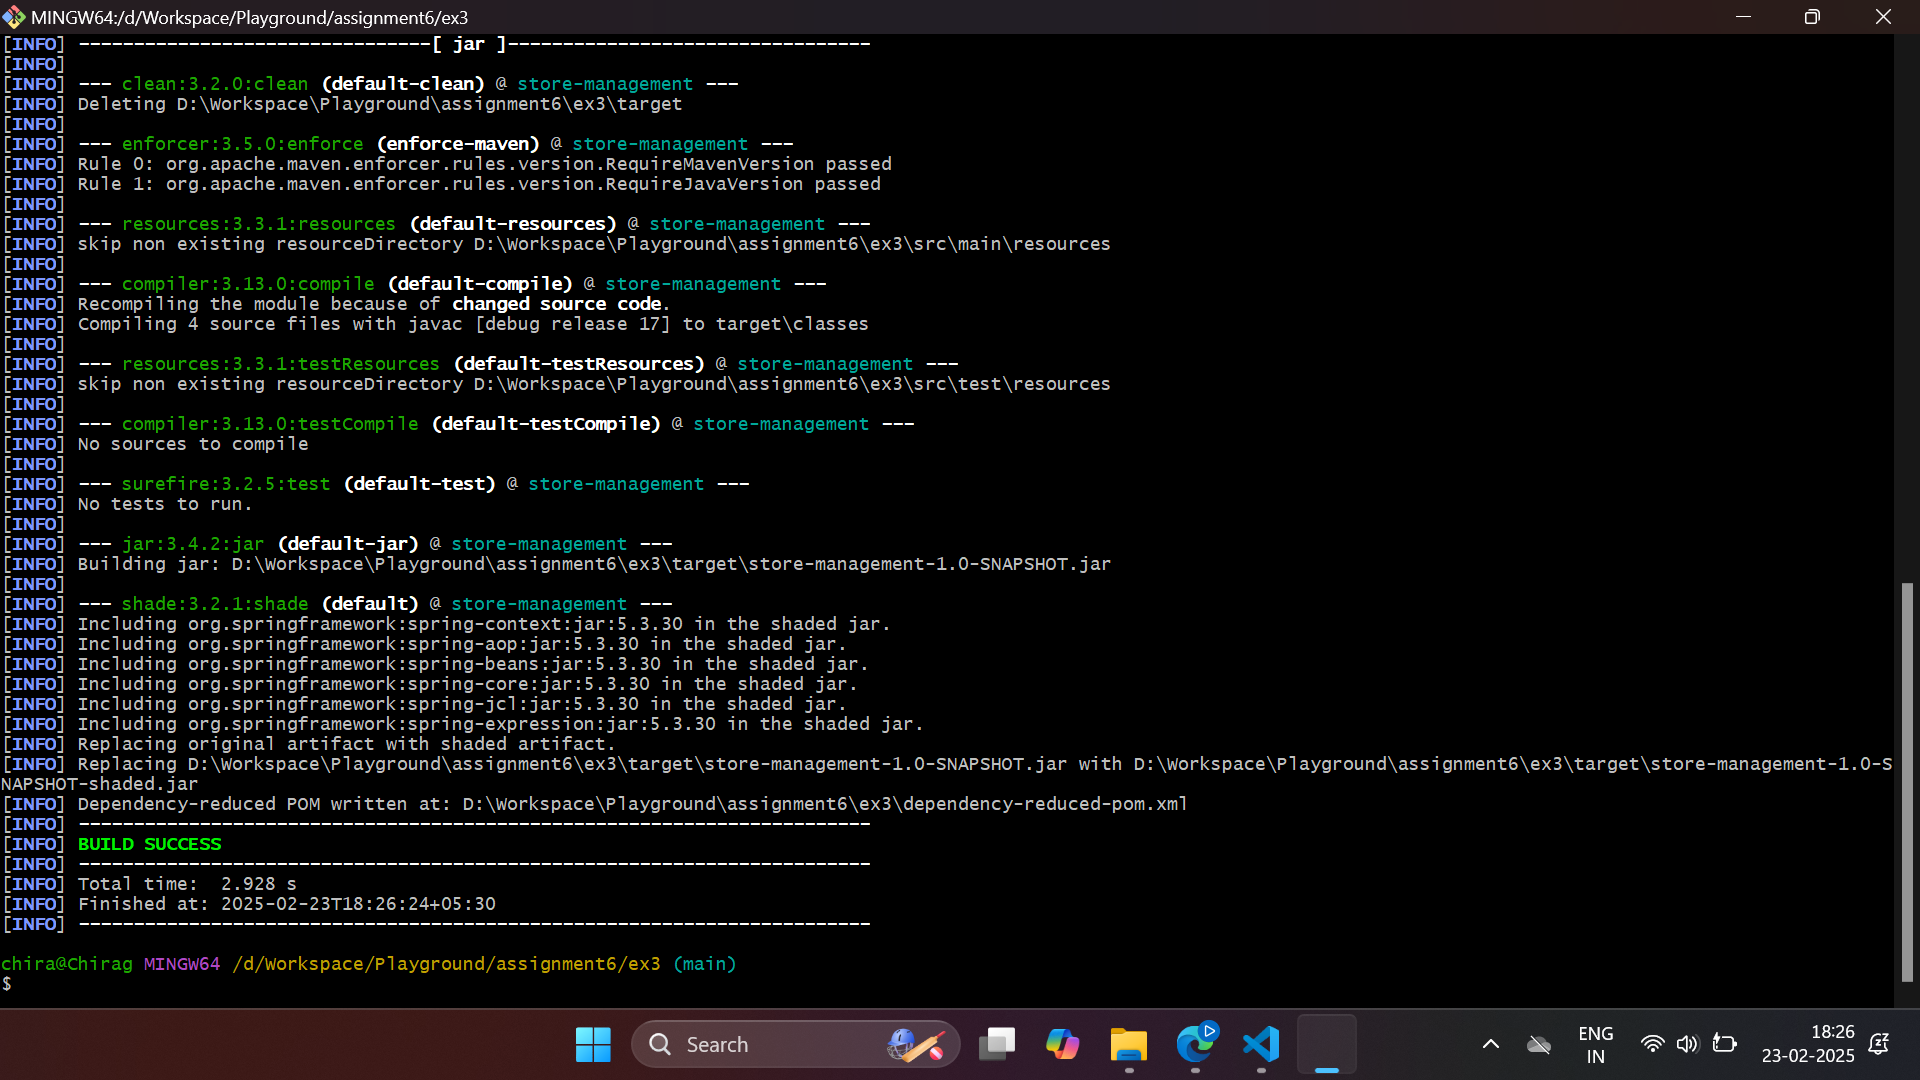 MINGW64:/d/Workspace/Playground/assignment6/ex3
[INFO] --------------------------------[ jar ]---------------------------------
[INFO]
[INFO] --- clean:3.2.0:clean (default-clean) @ store-management ---
[INFO] Deleting D:\Workspace\Playground\assignment6\ex3\target
[INFO]
[INFO] --- enforcer:3.5.0:enforce (enforce-maven) @ store-management ---
[INFO] Rule 0: org.apache.maven.enforcer.rules.version.RequireMavenVersion passed
[INFO] Rule 1: org.apache.maven.enforcer.rules.version.RequireJavaVersion passed
[INFO]
[INFO] --- resources:3.3.1:resources (default-resources) @ store-management ---
[INFO] skip non existing resourceDirectory D:\Workspace\Playground\assignment6\ex3\src\main\resources
[INFO]
[INFO] --- compiler:3.13.0:compile (default-compile) @ store-management ---
[INFO] Recompiling the module because of changed source code.
[INFO] Compiling 4 source files with javac [debug release 17] to target\classes
[INFO]
[INFO] --- resources:3.3.1:testResources (default-testResources) @ store-management ---
[INFO] skip non existing resourceDirectory D:\Workspace\Playground\assignment6\ex3\src\test\resources
[INFO]
[INFO] --- compiler:3.13.0:testCompile (default-testCompile) @ store-management ---
[INFO] No sources to compile
[INFO]
[INFO] --- surefire:3.2.5:test (default-test) @ store-management ---
[INFO] No tests to run.
[INFO]
[INFO] --- jar:3.4.2:jar (default-jar) @ store-management ---
[INFO] Building jar: D:\Workspace\Playground\assignment6\ex3\target\store-management-1.0-SNAPSHOT.jar
[INFO]
[INFO] --- shade:3.2.1:shade (default) @ store-management ---
[INFO] Including org.springframework:spring-context:jar:5.3.30 in the shaded jar.
[INFO] Including org.springframework:spring-aop:jar:5.3.30 in the shaded jar.
[INFO] Including org.springframework:spring-beans:jar:5.3.30 in the shaded jar.
[INFO] Including org.springframework:spring-core:jar:5.3.30 in the shaded jar.
[INFO] Including org.springframework:spring-jcl:jar:5.3.30 in the shaded jar.
[INFO] Including org.springframework:spring-expression:jar:5.3.30 in the shaded jar.
[INFO] Replacing original artifact with shaded artifact.
[INFO] Replacing D:\Workspace\Playground\assignment6\ex3\target\store-management-1.0-SNAPSHOT.jar with D:\Workspace\Playground\assignment6\ex3\target\store-management-1.0-S
NAPSHOT-shaded.jar
[INFO] Dependency-reduced POM written at: D:\Workspace\Playground\assignment6\ex3\dependency-reduced-pom.xml
[INFO] ------------------------------------------------------------------------
[INFO] BUILD SUCCESS
[INFO] ------------------------------------------------------------------------
[INFO] Total time:  2.928 s
[INFO] Finished at: 2025-02-23T18:26:24+05:30
[INFO] ------------------------------------------------------------------------
chira@Chirag MINGW64 /d/Workspace/Playground/assignment6/ex3 (main)
$
Search
ENG
IN
18:26
23-02-2025